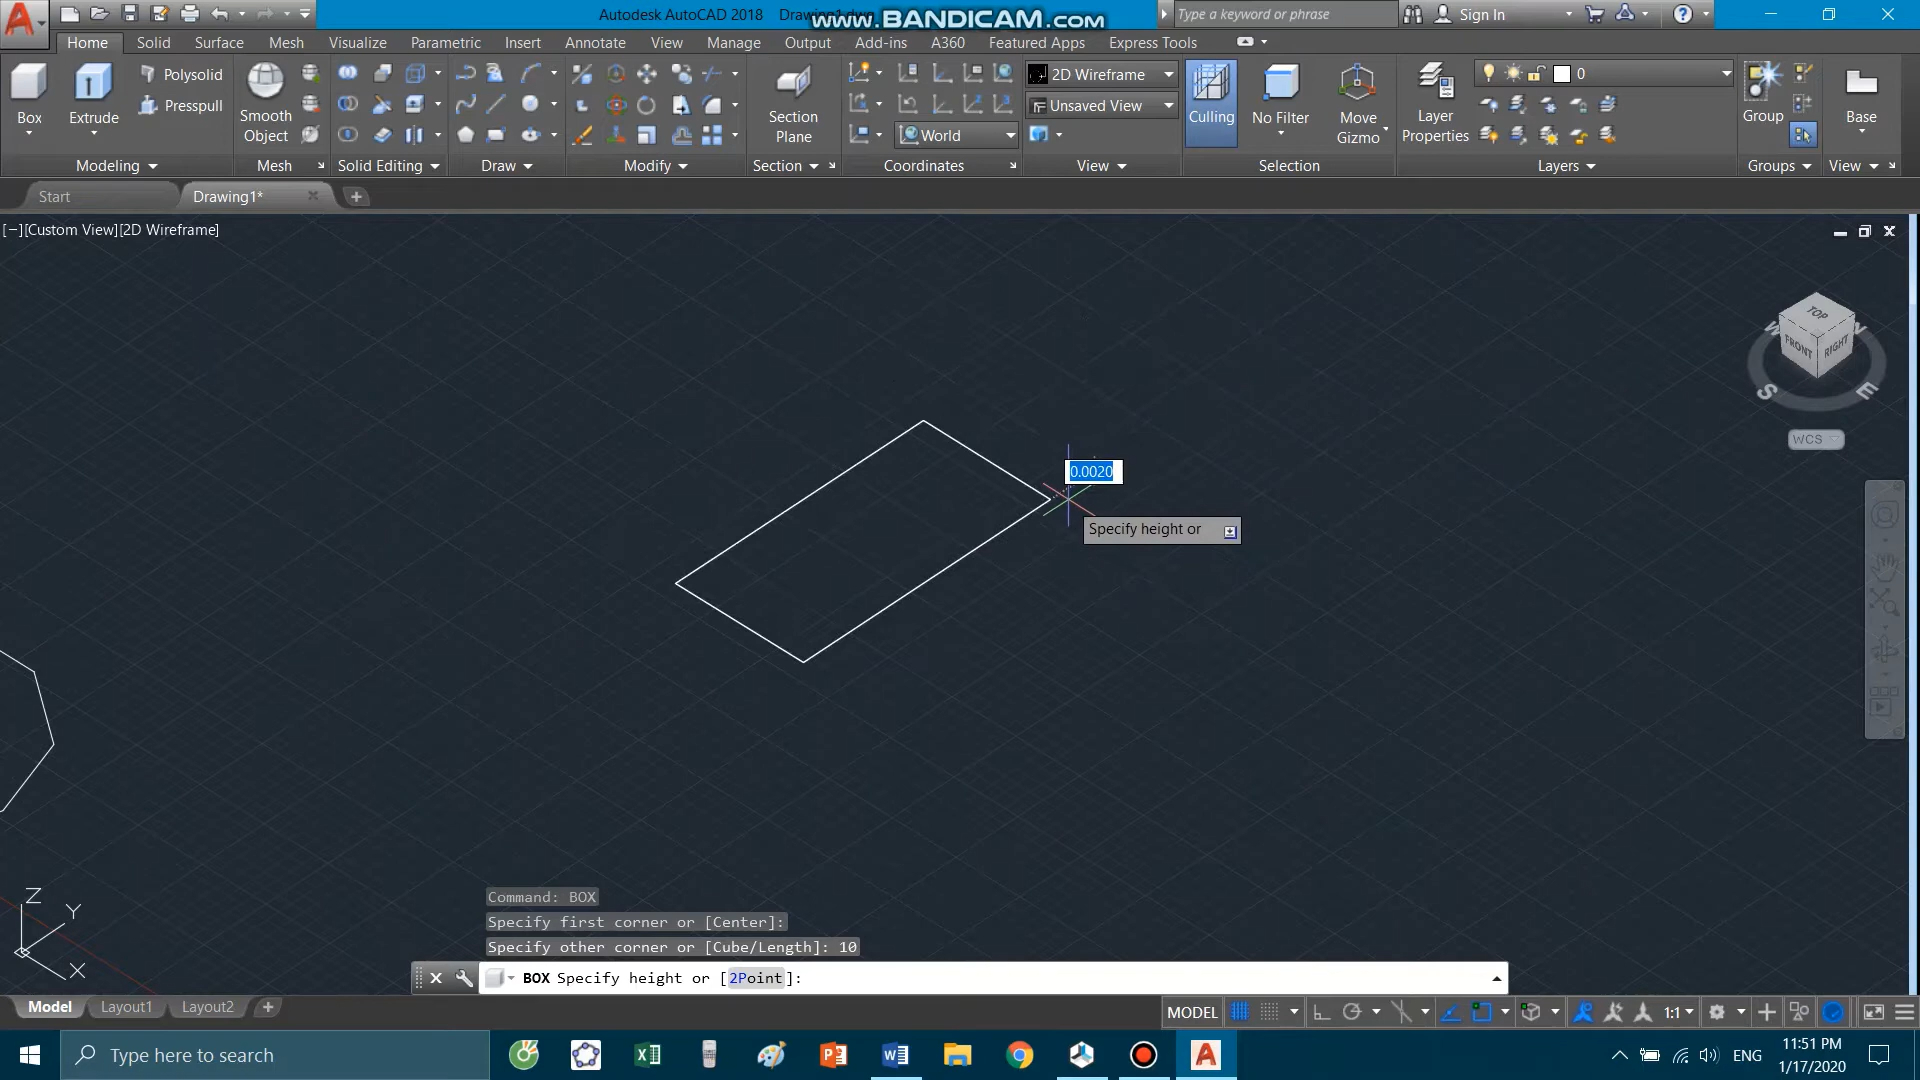 Autodesk AutoCAD 2018 Drawing1.dwg
www.BANDICAM.com
Type a keyword or phrase
Sign In
Home Solid Surface Mesh Visualize Parametric Insert Annotate View Manage Output Add-ins A360 Featured Apps Express Tools
Box
Extrude
Polysolid
Presspull
Modeling
Smooth
Object
Mesh
Solid Editing
Draw
Modify
Section
Plane
Section
World
Coordinates
2D Wireframe
Unsaved View
View
Culling
No Filter
Move
Gizmo
Selection
Layer
Properties
0
Layers
Group
Groups
Base
View
Start
Drawing1*
[−][Custom View][2D Wireframe]
TOP
FRONT
RIGHT
W
N
S
E
WCS
0.0020
Specify height or
Z
Y
X
Command: BOX
Specify first corner or [Center]:
Specify other corner or [Cube/Length]: 10
BOX Specify height or [2Point]:
Model
Layout1
Layout2
MODEL
1:1
Type here to search
ENG
11:51 PM
1/17/2020